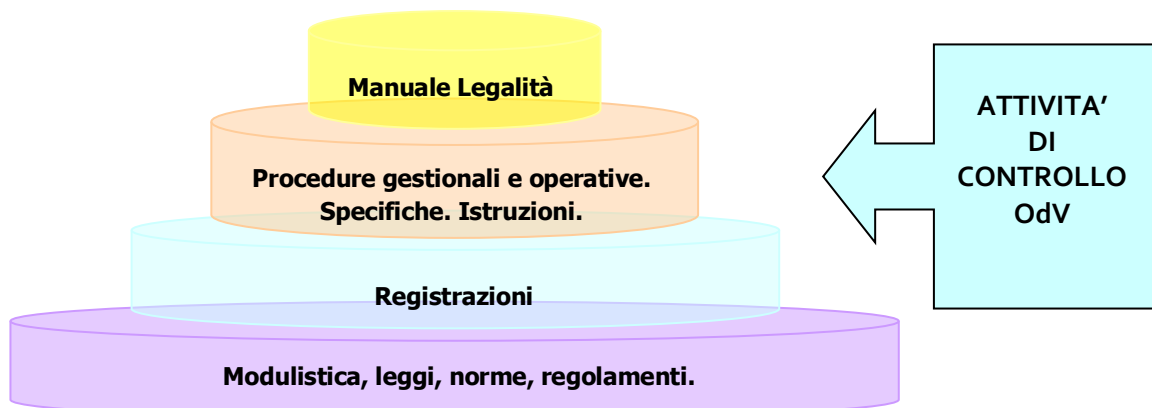 Manuale Legalità
Procedure gestionali e operative.
Specifiche. Istruzioni.
Registrazioni
Modulistica, leggi, norme, regolamenti.
ATTIVITA’
DI
CONTROLLO
OdV